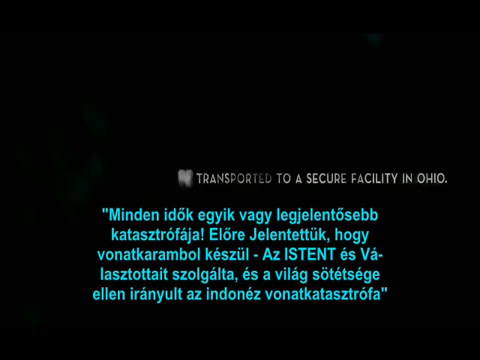 TRANSPORTED TO A SECURE FACILITY IN OHIO.
"Minden idők egyik vagy legjelentősebb
katasztrófája! Előre Jelentettük, hogy
vonatkarambol készül - Az ISTENT és Vá-
lasztottait szolgálta, és a világ sötétsége
ellen irányult az indonéz vonatkatasztrófa"